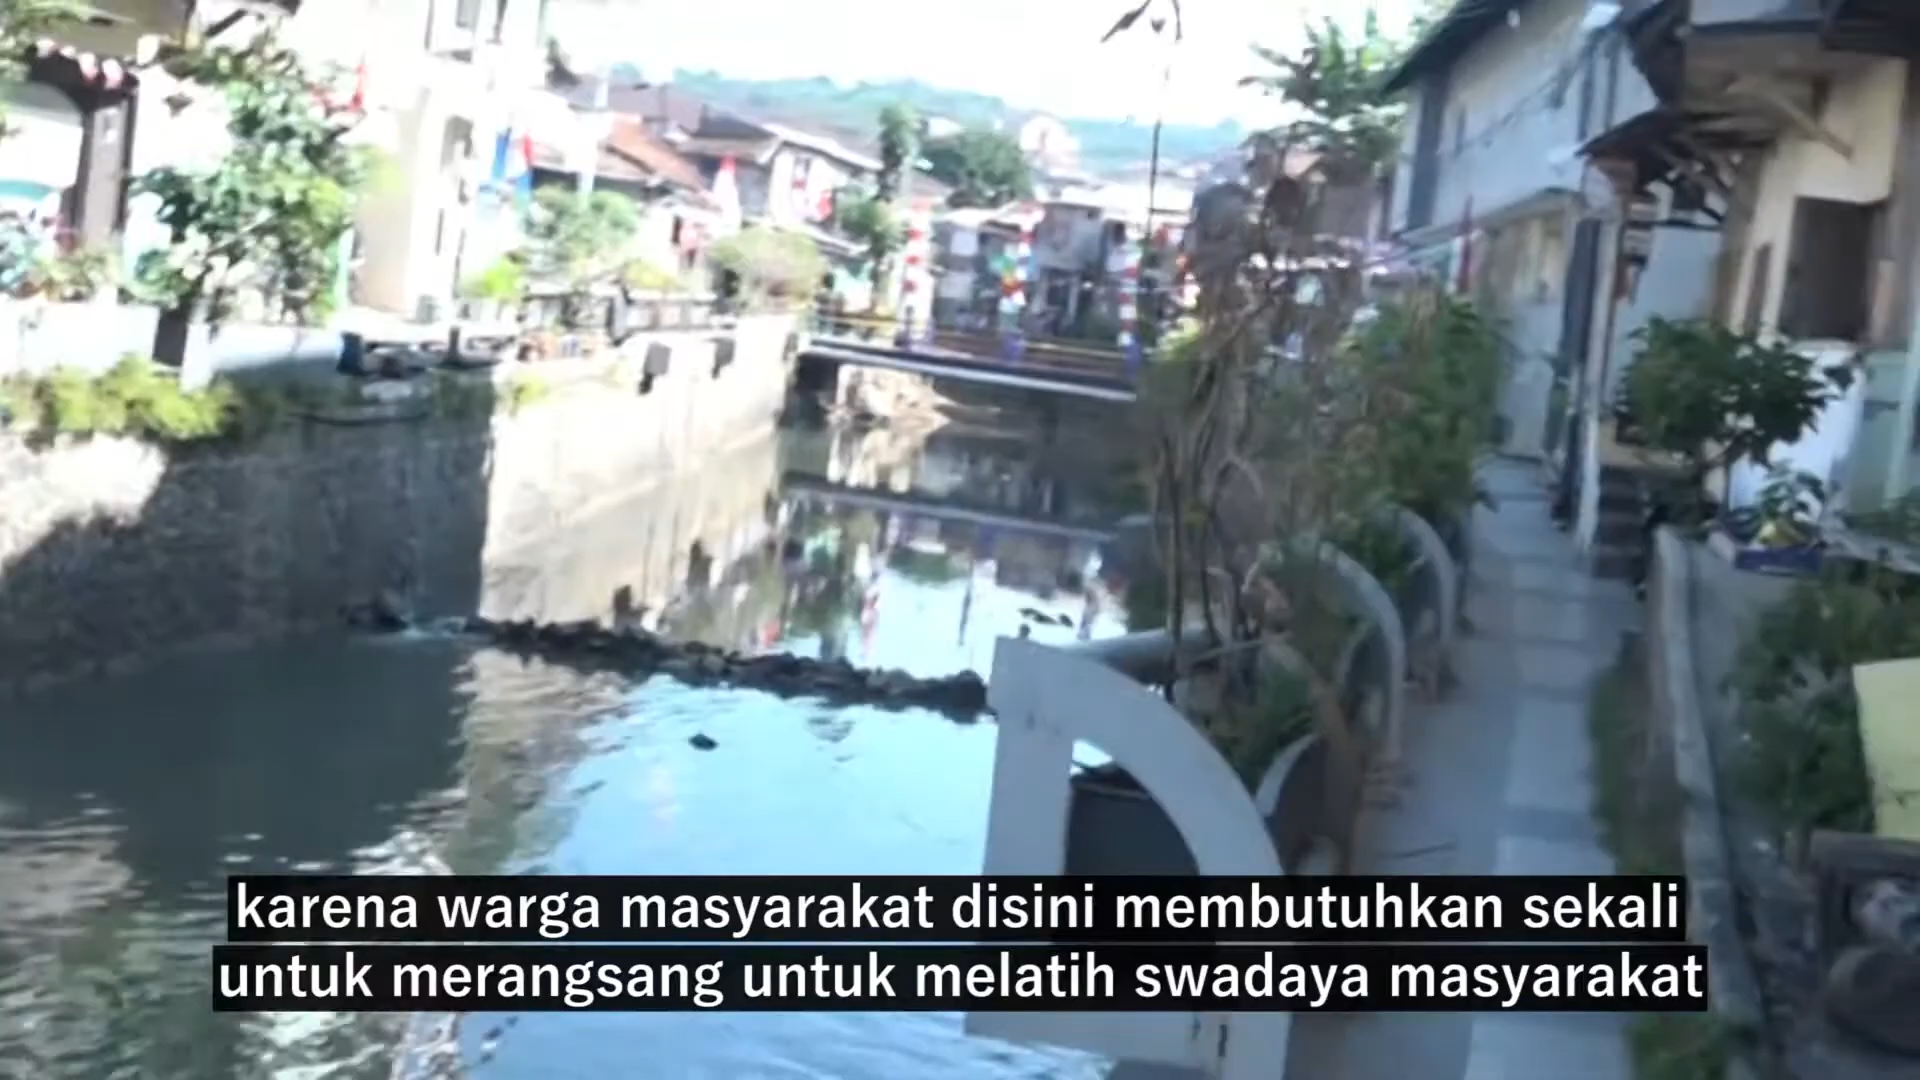 karena warga masyarakat disini membutuhkan sekali
untuk merangsang untuk melatih swadaya masyarakat